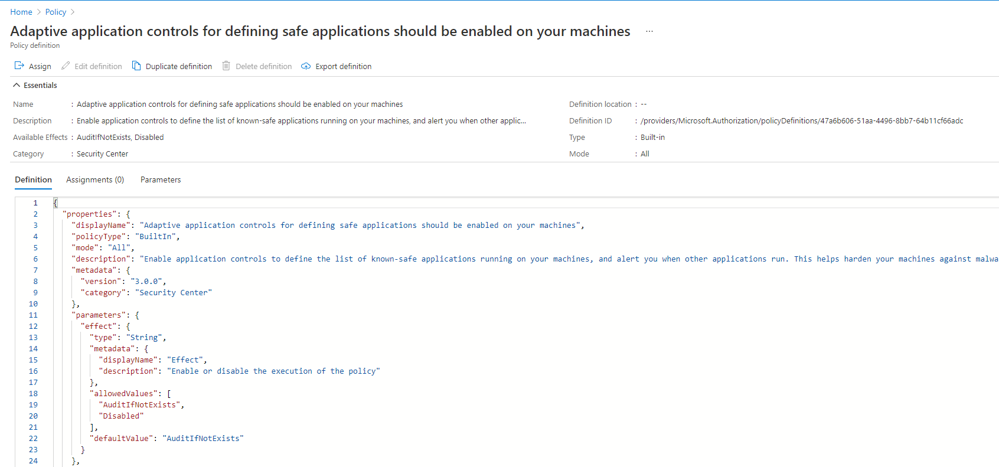 Home > Policy >
Adaptive application controls for defining safe applications should be enabled on your machines ...
Policy definition
Assign Edit definition Duplicate definition Delete definition Export definition
Essentials
Name : Adaptive application controls for defining safe applications should be enabled on your machines
Definition location : --
Description : Enable application controls to define the list of known-safe applications running on your machines, and alert you when other applic...
Definition ID : /providers/Microsoft.Authorization/policyDefinitions/47a6b606-51aa-4496-8bb7-64b11cf66adc
Available Effects : AuditIfNotExists, Disabled
Type : Built-in
Category : Security Center
Mode : All
Definition Assignments (0) Parameters
1 {
2 "properties": {
3 "displayName": "Adaptive application controls for defining safe applications should be enabled on your machines",
4 "policyType": "BuiltIn",
5 "mode": "All",
6 "description": "Enable application controls to define the list of known-safe applications running on your machines, and alert you when other applications run. This helps harden your machines against malwa
7 "metadata": {
8 "version": "3.0.0",
9 "category": "Security Center"
10 },
11 "parameters": {
12 "effect": {
13 "type": "String",
14 "metadata": {
15 "displayName": "Effect",
16 "description": "Enable or disable the execution of the policy"
17 },
18 "allowedValues": [
19 "AuditIfNotExists",
20 "Disabled"
21 ],
22 "defaultValue": "AuditIfNotExists"
23 }
24 },